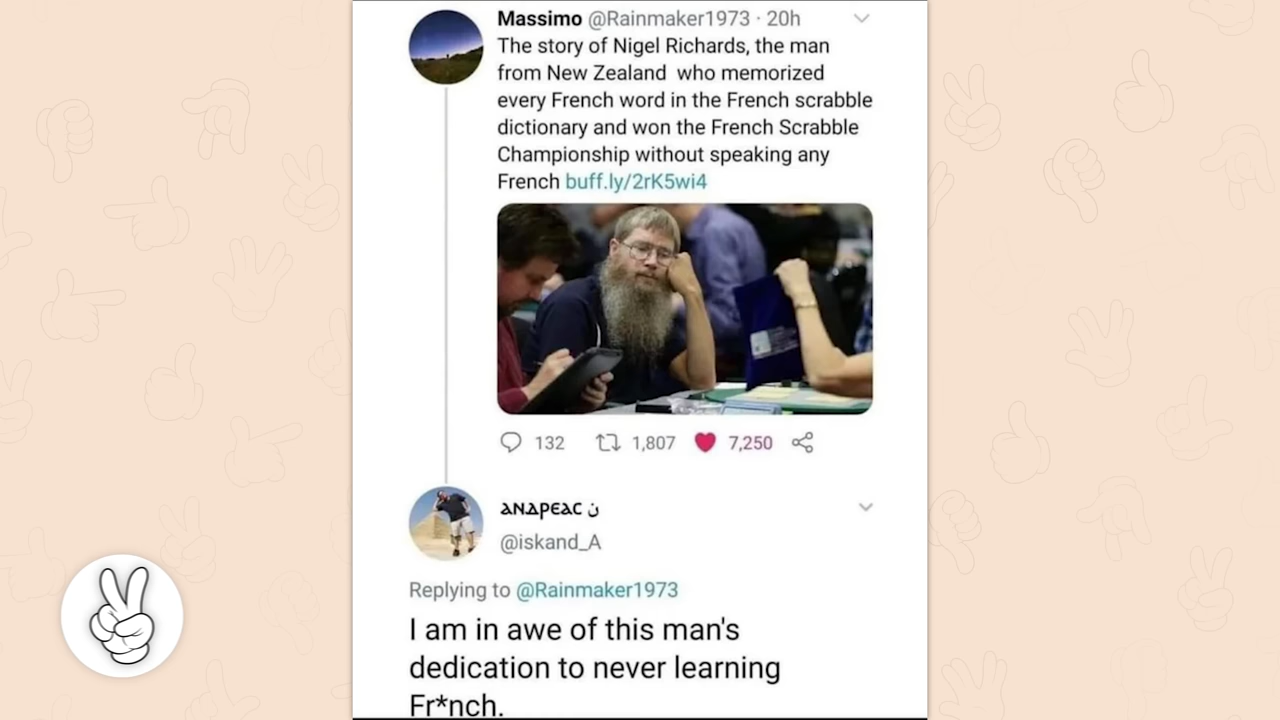 Massimo @Rainmaker1973 · 20h
The story of Nigel Richards, the man
from New Zealand who memorized
every French word in the French scrabble
dictionary and won the French Scrabble
Championship without speaking any
French buff.ly/2rK5wi4
132 1,807 7,250
ⲁⲛⲇⲣⲉⲁⲥ ن
@iskand_A
Replying to @Rainmaker1973
I am in awe of this man's
dedication to never learning
Fr*nch.